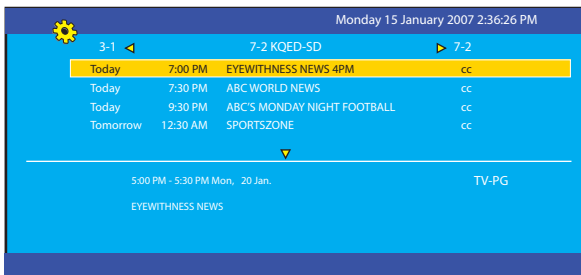 Monday 15 January 2007 2:36:26 PM
3-1 7-2 KQED-SD 7-2
Today 7:00 PM EYEWITHNESS NEWS 4PM cc
Today 7:30 PM ABC WORLD NEWS cc
Today 9:30 PM ABC'S MONDAY NIGHT FOOTBALL cc
Tomorrow 12:30 AM SPORTSZONE cc
5:00 PM - 5:30 PM Mon, 20 Jan. TV-PG
EYEWITHNESS NEWS